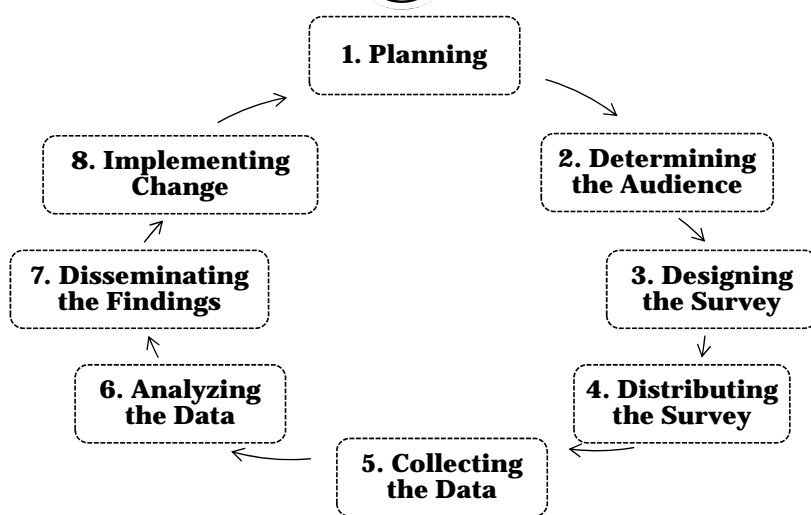 1. Planning
2. Determining
the Audience
3. Designing
the Survey
4. Distributing
the Survey
5. Collecting
the Data
6. Analyzing
the Data
7. Disseminating
the Findings
8. Implementing
Change